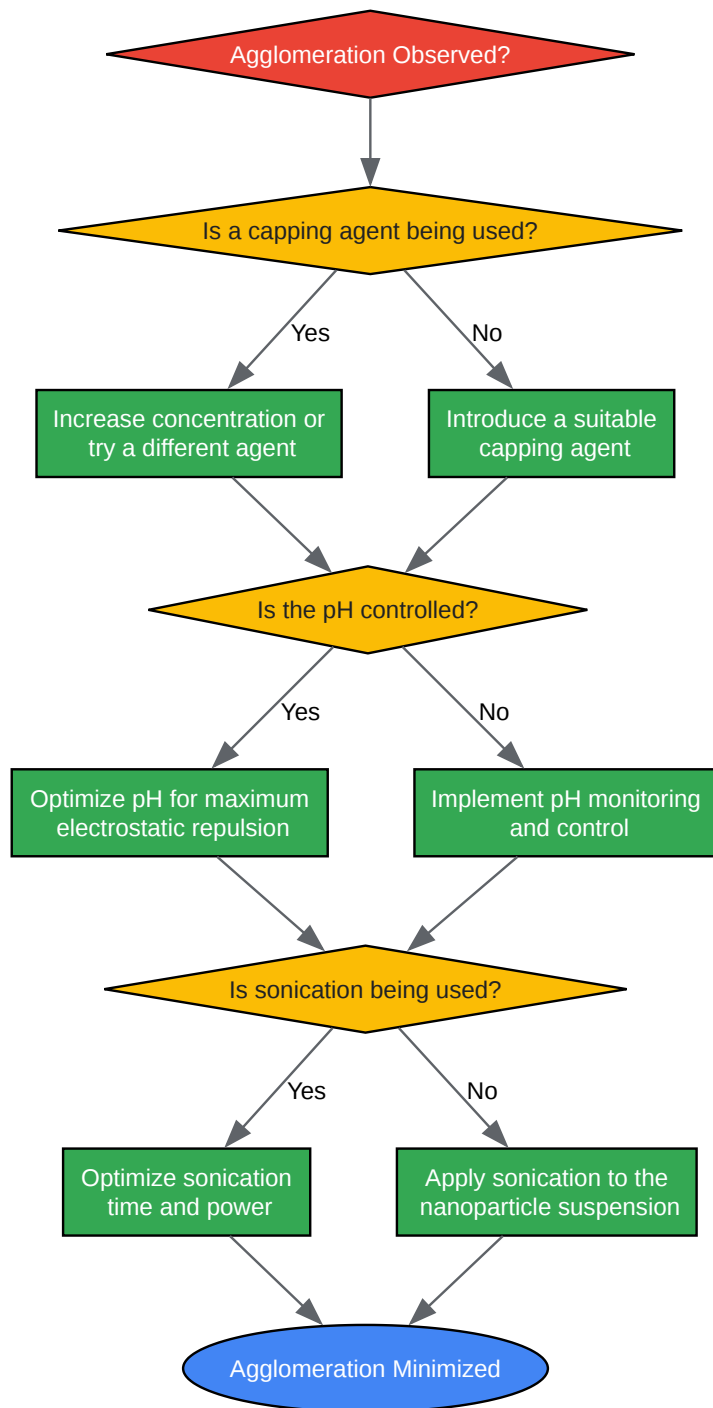 Agglomeration Observed?
Is a capping agent being used?
Yes
No
Increase concentration or
try a different agent
Introduce a suitable
capping agent
Is the pH controlled?
Yes
No
Optimize pH for maximum
electrostatic repulsion
Implement pH monitoring
and control
Is sonication being used?
Yes
No
Optimize sonication
time and power
Apply sonication to the
nanoparticle suspension
Agglomeration Minimized